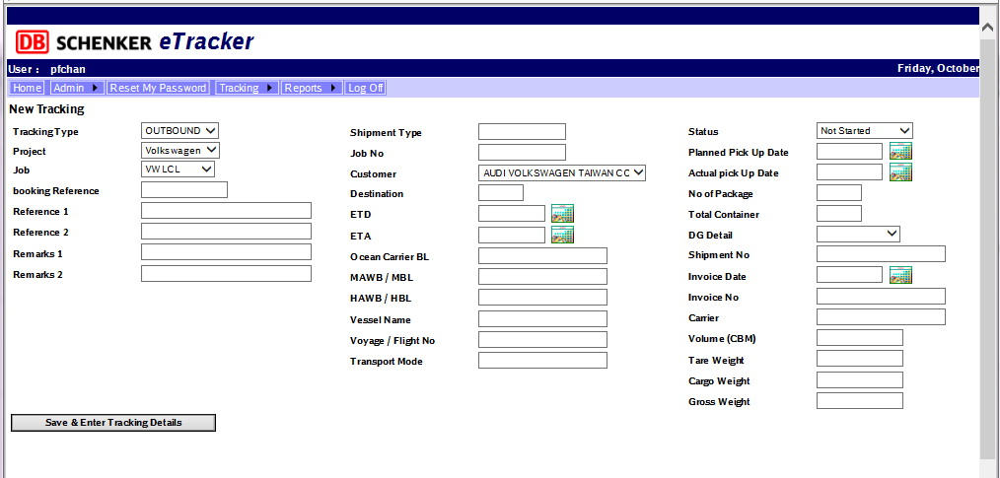 DB SCHENKER eTracker
User : pfchan Friday, October
Home Admin Reset My Password Tracking Reports Log Off
New Tracking
Tracking Type OUTBOUND
Project Volkswagen
Job VW LCL
booking Reference
Reference 1
Reference 2
Remarks 1
Remarks 2
Shipment Type
Job No
Customer AUDI VOLKSWAGEN TAIWAN CC
Destination
ETD
ETA
Ocean Carrier BL
MAWB / MBL
HAWB / HBL
Vessel Name
Voyage / Flight No
Transport Mode
Status Not Started
Planned Pick Up Date
Actual pick Up Date
No of Package
Total Container
DG Detail
Shipment No
Invoice Date
Invoice No
Carrier
Volume (CBM)
Tare Weight
Cargo Weight
Gross Weight
Save & Enter Tracking Details